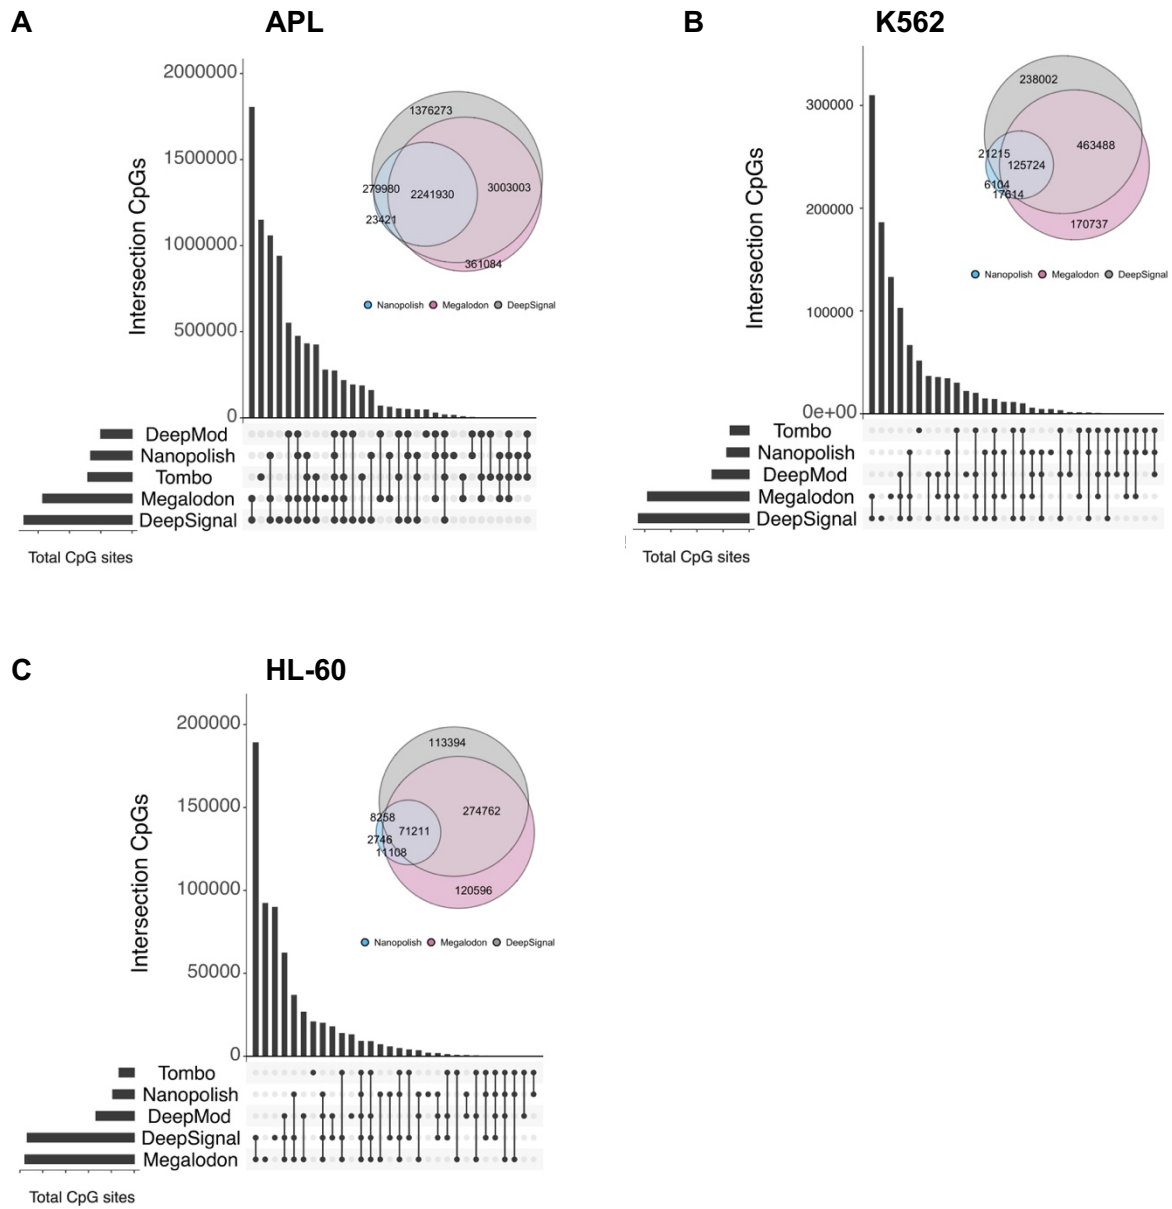 A
APL
2000000
1500000
1000000
500000
0
Intersection CpGs
1376273
279980
2241930
3003003
23421
361084
Nanopolish Megalodon DeepSignal
DeepMod
Nanopolish
Tombo
Megalodon
DeepSignal
Total CpG sites
B
K562
300000
200000
100000
0e+00
Intersection CpGs
238002
21215
463488
125724
6104
17614
170737
Nanopolish Megalodon DeepSignal
Tombo
Nanopolish
DeepMod
Megalodon
DeepSignal
Total CpG sites
C
HL-60
200000
150000
100000
50000
0
Intersection CpGs
113394
8258
274762
71211
2746
11108
120596
Nanopolish Megalodon DeepSignal
Tombo
Nanopolish
DeepMod
DeepSignal
Megalodon
Total CpG sites